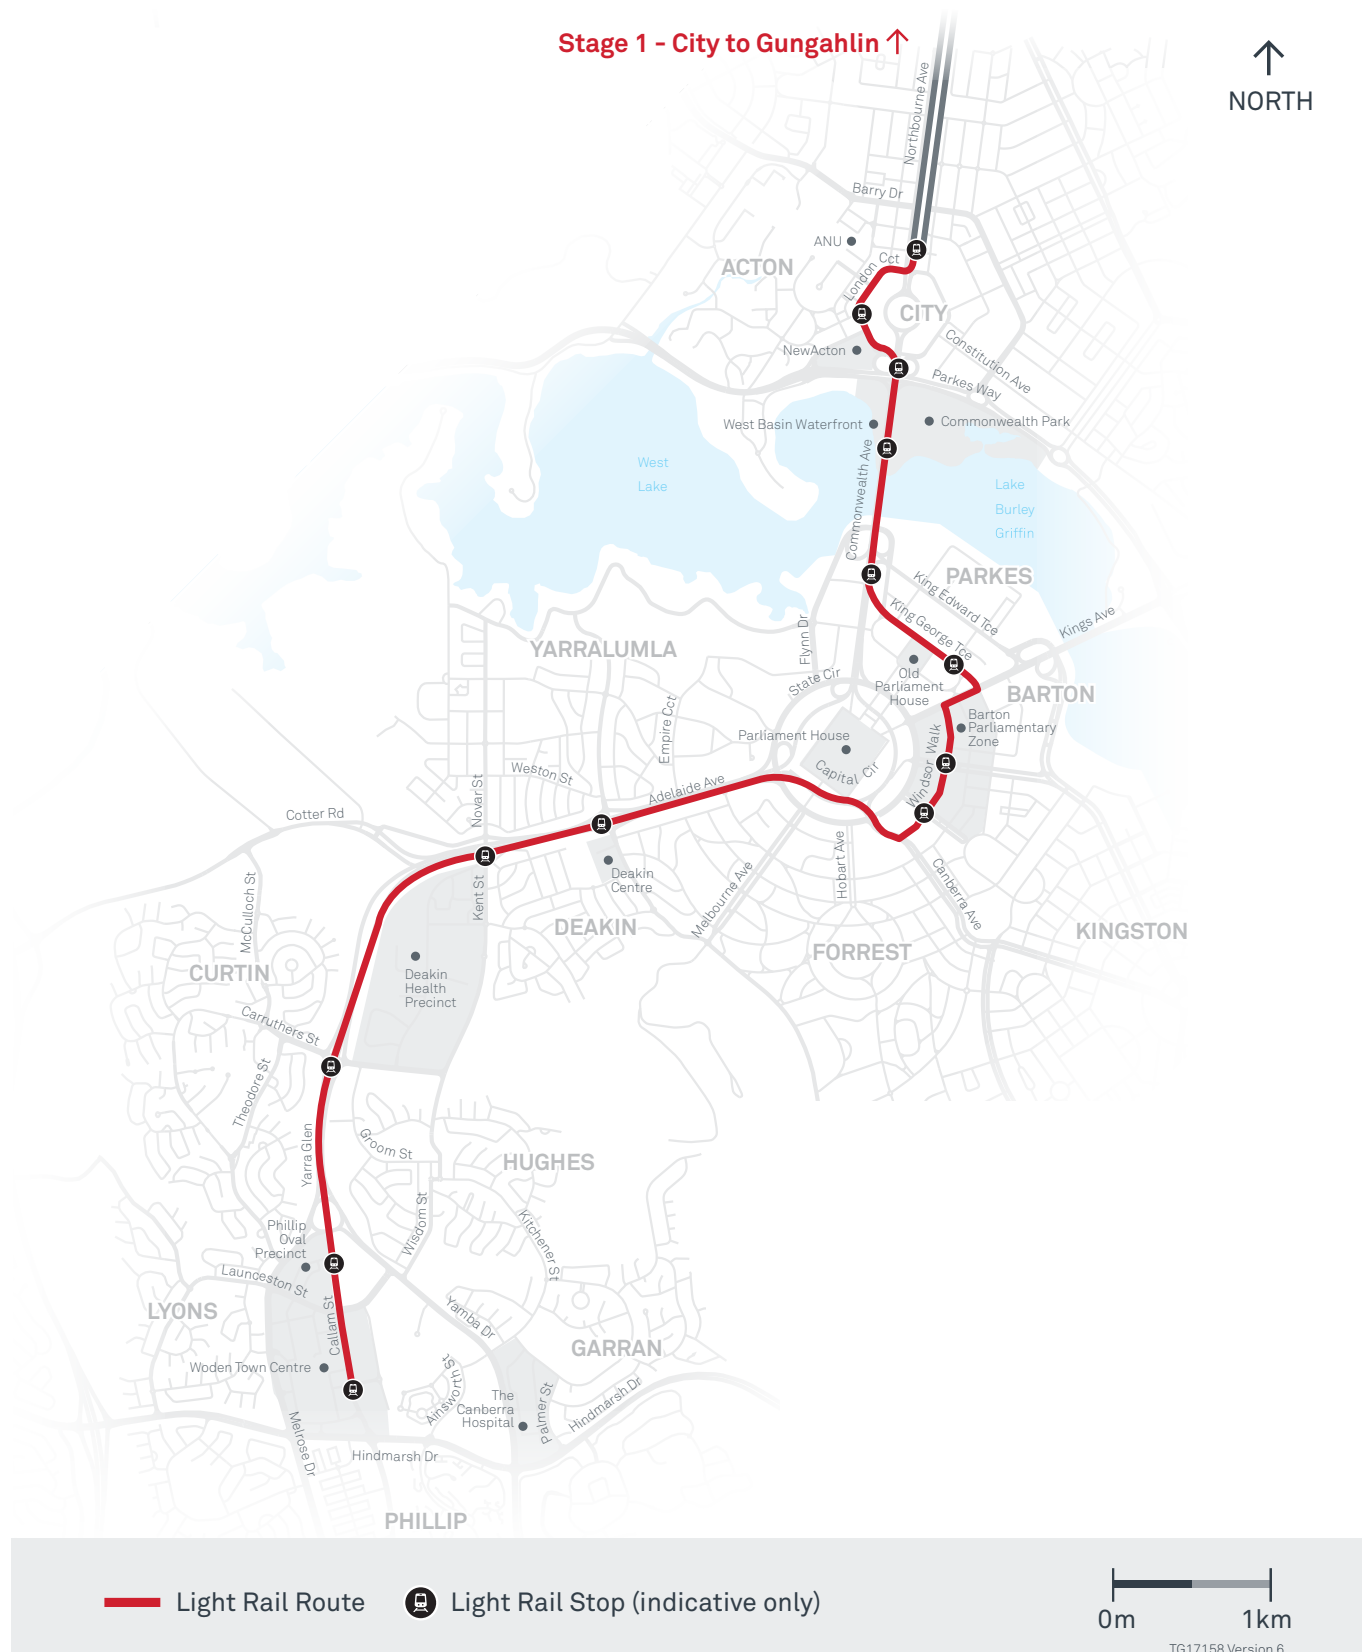 Stage 1 - City to Gungahlin
NORTH
Northbourne Ave
Barry Dr
ANU
London Cct
ACTON
CITY
NewActon
Constitution Ave
Parkes Way
West Basin Waterfront
Commonwealth Park
West
Lake
Commonwealth Ave
Lake
Burley
Griffin
PARKES
King Edward Tce
King George Tce
Kings Ave
Flynn Dr
YARRALUMLA
State Cir
Old
Parliament
House
BARTON
Empire Cct
Parliament House
Barton
Parliamentary
Zone
Windsor Walk
Capital Cir
Weston St
Adelaide Ave
Novar St
Cotter Rd
Deakin
Centre
Kent St
Melbourne Ave
Hobart Ave
Canberra Ave
McCulloch St
DEAKIN
KINGSTON
FORREST
CURTIN
Deakin
Health
Precinct
Carruthers St
Theodore St
Yarra Glen
Groom St
HUGHES
Wisdom St
Kitchener St
Phillip
Oval
Precinct
Launceston St
LYONS
Callam St
Yamba Dr
GARRAN
Woden Town Centre
Ainsworth St
The
Canberra
Hospital
Palmer St
Hindmarsh Dr
Melrose Dr
Hindmarsh Dr
PHILLIP
Light Rail Route
Light Rail Stop (indicative only)
0m 1km
TG17158 Version 6